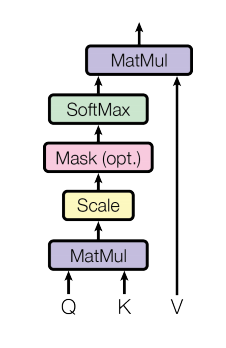 MatMul
SoftMax
Mask (opt.)
Scale
MatMul
Q K V